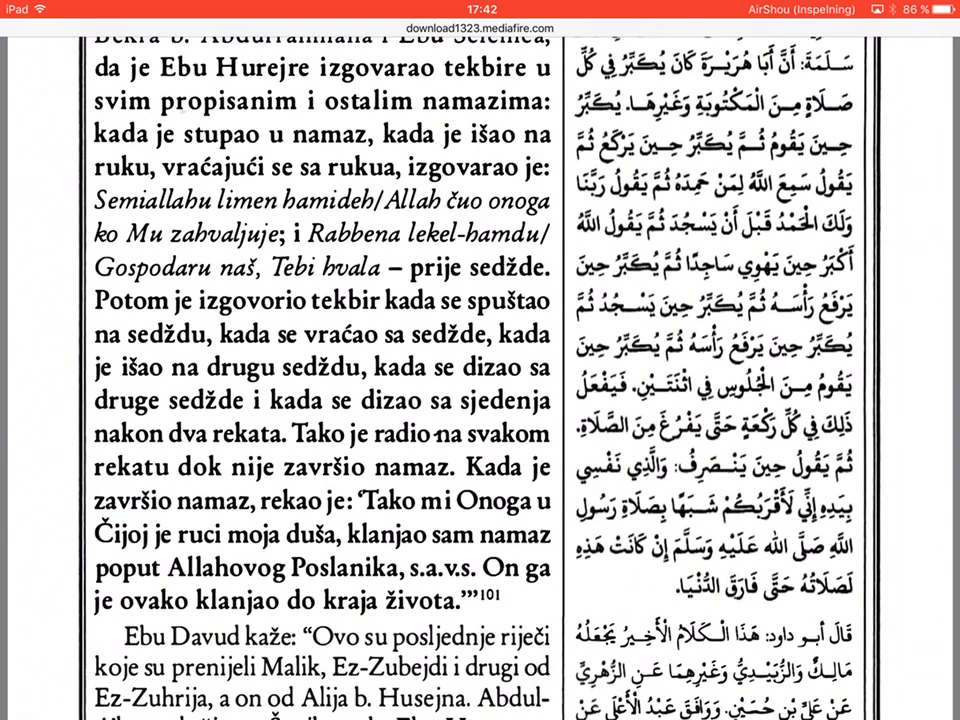 iPad
17:42
AirShou (Inspelning)
86 %
download1323.mediafire.com
da je Ebu Hurejre izgovarao tekbire u
svim propisanim i ostalim namazima:
kada je stupao u namaz, kada je išao na
ruku, vraćajući se sa rukua, izgovarao je:
Semiallahu limen hamideh/Allah čuo onoga
ko Mu zahvaljuje; i Rabbena lekel-hamdu/
Gospodaru naš, Tebi hvala – prije sedžde.
Potom je izgovorio tekbir kada se spuštao
na sedždu, kada se vraćao sa sedžde, kada
je išao na drugu sedždu, kada se dizao sa
druge sedžde i kada se dizao sa sjedenja
nakon dva rekata. Tako je radio na svakom
rekatu dok nije završio namaz. Kada je
završio namaz, rekao je: ‘Tako mi Onoga u
Čijoj je ruci moja duša, klanjao sam namaz
poput Allahovog Poslanika, s.a.v.s. On ga
je ovako klanjao do kraja života.’”101
Ebu Davud kaže: “Ovo su posljednje riječi
koje su prenijeli Malik, Ez-Zubejdi i drugi od
Ez-Zuhrija, a on od Alija b. Husejna. Abdul-
سَلَمَةَ: أَنَّ أَبَا هُرَيْرَةَ كَانَ يُكَبِّرُ فِي كُلِّ
صَلَاةٍ مِنَ الْمَكْتُوبَةِ وَغَيْرِهَا. يُكَبِّرُ
حِينَ يَقُومُ ثُمَّ يُكَبِّرُ حِينَ يَرْكَعُ ثُمَّ
يَقُولُ سَمِعَ اللَّهُ لِمَنْ حَمِدَهُ ثُمَّ يَقُولُ رَبَّنَا
وَلَكَ الْحَمْدُ قَبْلَ أَنْ يَسْجُدَ ثُمَّ يَقُولُ اللَّهُ
أَكْبَرُ حِينَ يَهْوِي سَاجِدًا ثُمَّ يُكَبِّرُ حِينَ
يَرْفَعُ رَأْسَهُ ثُمَّ يُكَبِّرُ حِينَ يَسْجُدُ ثُمَّ
يُكَبِّرُ حِينَ يَرْفَعُ رَأْسَهُ ثُمَّ يُكَبِّرُ حِينَ
يَقُومُ مِنَ الْجُلُوسِ فِي اثْنَتَيْنِ. فَيَفْعَلُ
ذَلِكَ فِي كُلِّ رَكْعَةٍ حَتَّى يَفْرُغَ مِنَ الصَّلَاةِ.
ثُمَّ يَقُولُ حِينَ يَنْصَرِفُ: وَالَّذِي نَفْسِي
بِيَدِهِ إِنِّي لَأَقْرَبُكُمْ شَبَهًا بِصَلَاةِ رَسُولِ
اللَّهِ صَلَّى الله عَلَيْهِ وَسَلَّمَ إِنْ كَانَتْ هَذِهِ
لَصَلَاتُهُ حَتَّى فَارَقَ الدُّنْيَا.
قَالَ أَبو داود: هَذَا الْكَلَامُ الْأَخِيرُ يَجْعَلُهُ
مَالِكٌ وَالزُّبَيْدِيُّ وَغَيْرِهِمَا عَنِ الزُّهْرِيِّ
عَنْ عَلِيِّ بْنِ حُسَيْنٍ. وَوَافَقَ عَبْدُ الْأَعْلَى عَنْ